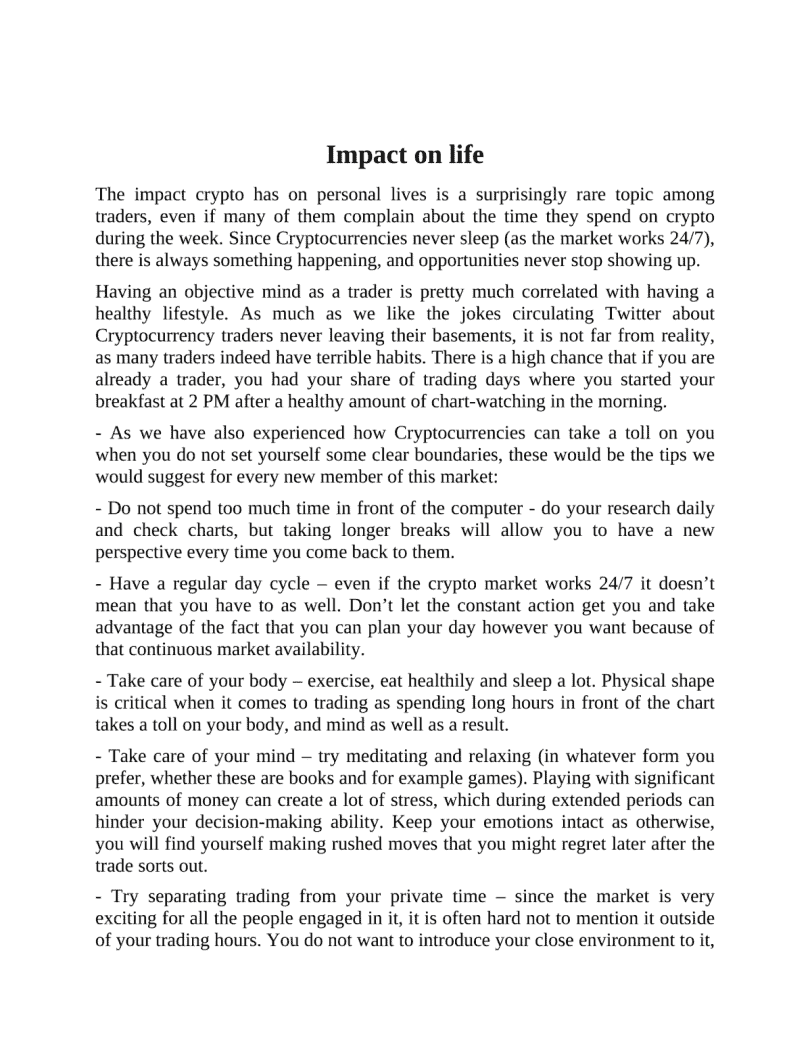 Impact on life
The impact crypto has on personal lives is a surprisingly rare topic among
traders, even if many of them complain about the time they spend on crypto
during the week. Since Cryptocurrencies never sleep (as the market works 24/7),
there is always something happening, and opportunities never stop showing up.
Having an objective mind as a trader is pretty much correlated with having a
healthy lifestyle. As much as we like the jokes circulating Twitter about
Cryptocurrency traders never leaving their basements, it is not far from reality,
as many traders indeed have terrible habits. There is a high chance that if you are
already a trader, you had your share of trading days where you started your
breakfast at 2 PM after a healthy amount of chart-watching in the morning.
- As we have also experienced how Cryptocurrencies can take a toll on you
when you do not set yourself some clear boundaries, these would be the tips we
would suggest for every new member of this market:
- Do not spend too much time in front of the computer - do your research daily
and check charts, but taking longer breaks will allow you to have a new
perspective every time you come back to them.
- Have a regular day cycle – even if the crypto market works 24/7 it doesn’t
mean that you have to as well. Don’t let the constant action get you and take
advantage of the fact that you can plan your day however you want because of
that continuous market availability.
- Take care of your body – exercise, eat healthily and sleep a lot. Physical shape
is critical when it comes to trading as spending long hours in front of the chart
takes a toll on your body, and mind as well as a result.
- Take care of your mind – try meditating and relaxing (in whatever form you
prefer, whether these are books and for example games). Playing with significant
amounts of money can create a lot of stress, which during extended periods can
hinder your decision-making ability. Keep your emotions intact as otherwise,
you will find yourself making rushed moves that you might regret later after the
trade sorts out.
- Try separating trading from your private time – since the market is very
exciting for all the people engaged in it, it is often hard not to mention it outside
of your trading hours. You do not want to introduce your close environment to it,